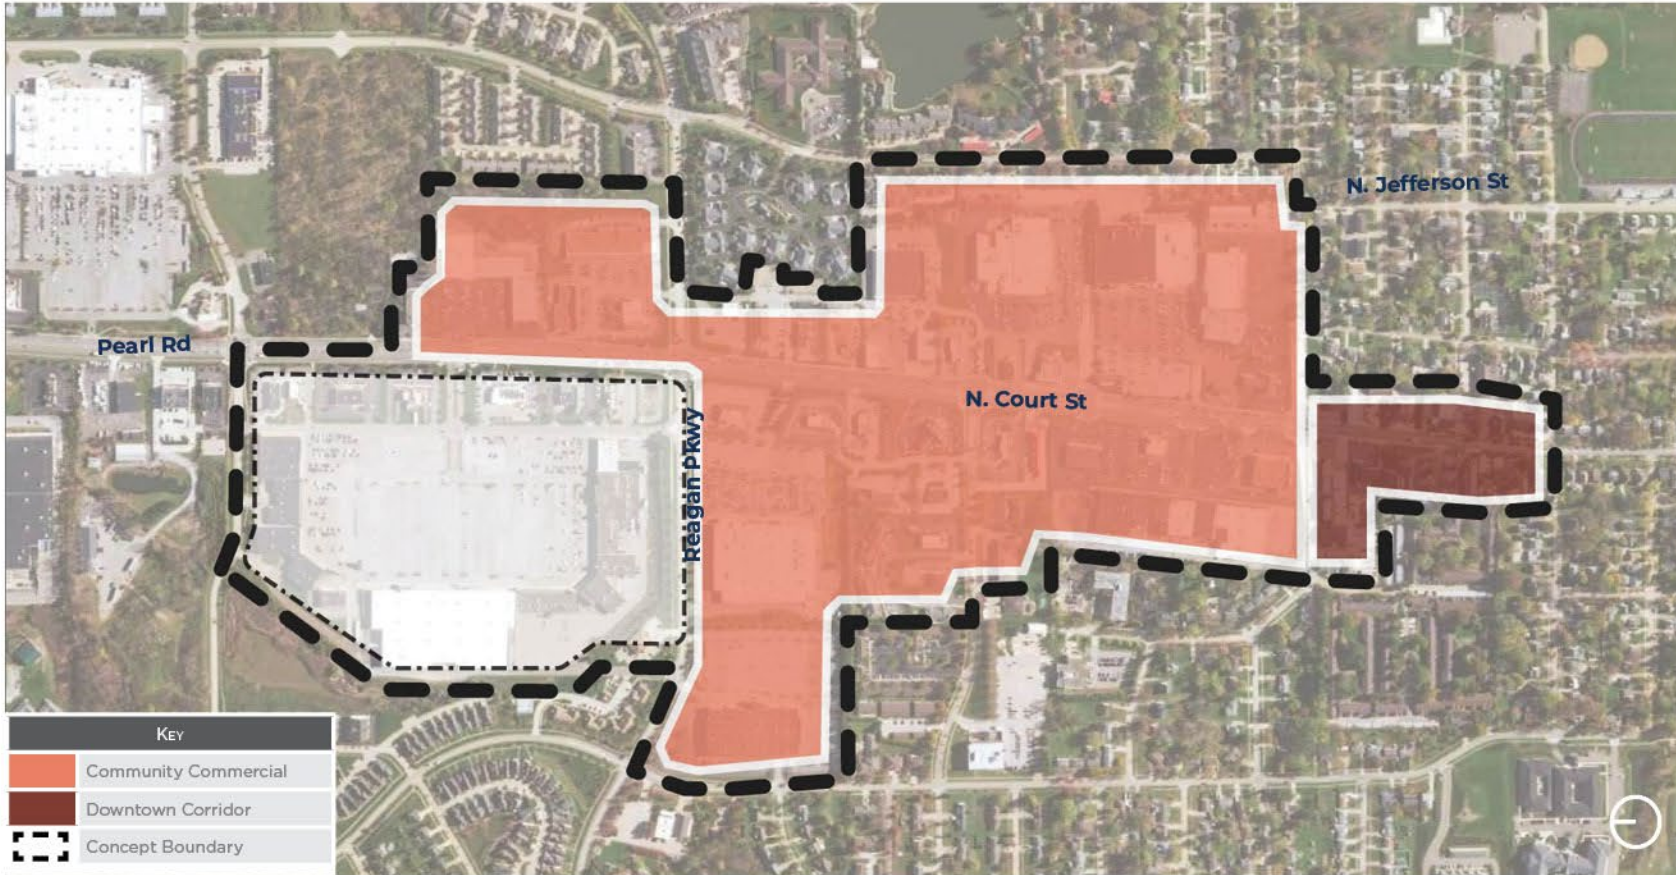 N. Jefferson St
Pearl Rd
N. Court St
Reagan Pkwy
KEY
Community Commercial
Downtown Corridor
Concept Boundary